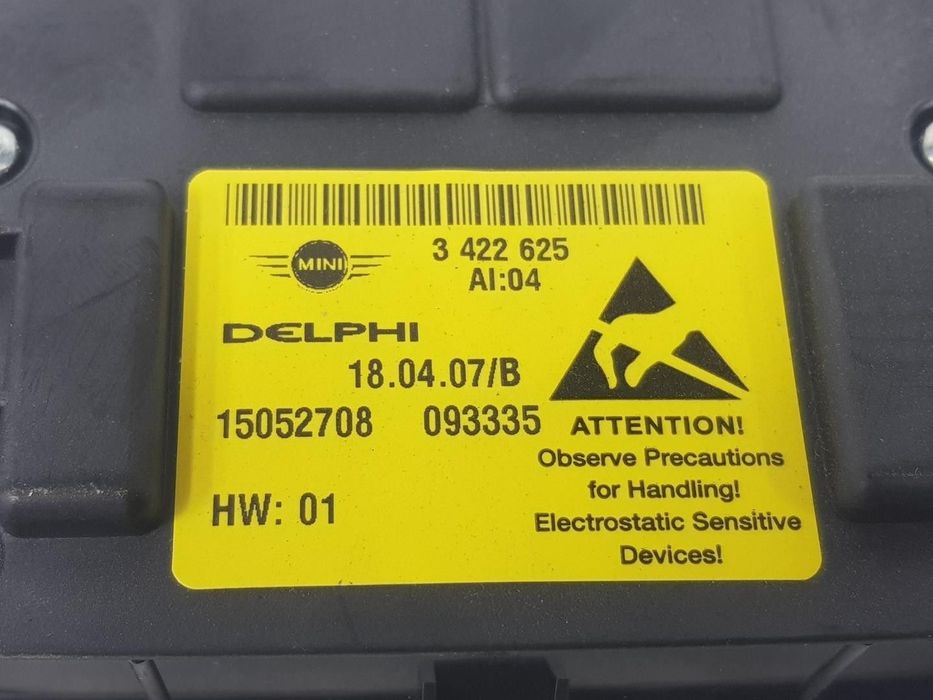 3 422 625
MINI
AI:04
DELPHI
18.04.07/B
15052708 093335
HW: 01
ATTENTION!
Observe Precautions
for Handling!
Electrostatic Sensitive
Devices!